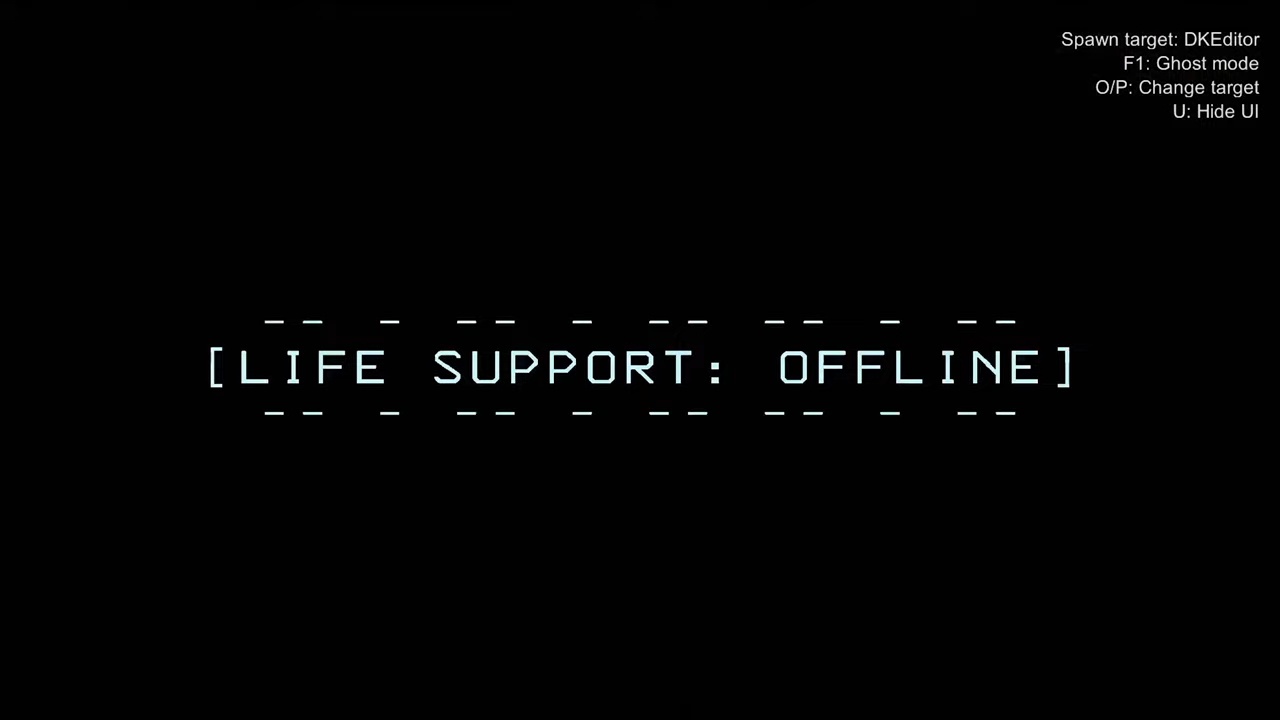 Spawn target: DKEditor
F1: Ghost mode
O/P: Change target
U: Hide UI
-- - -- - -- -- - --
[LIFE SUPPORT: OFFLINE]
-- - -- - -- -- - --